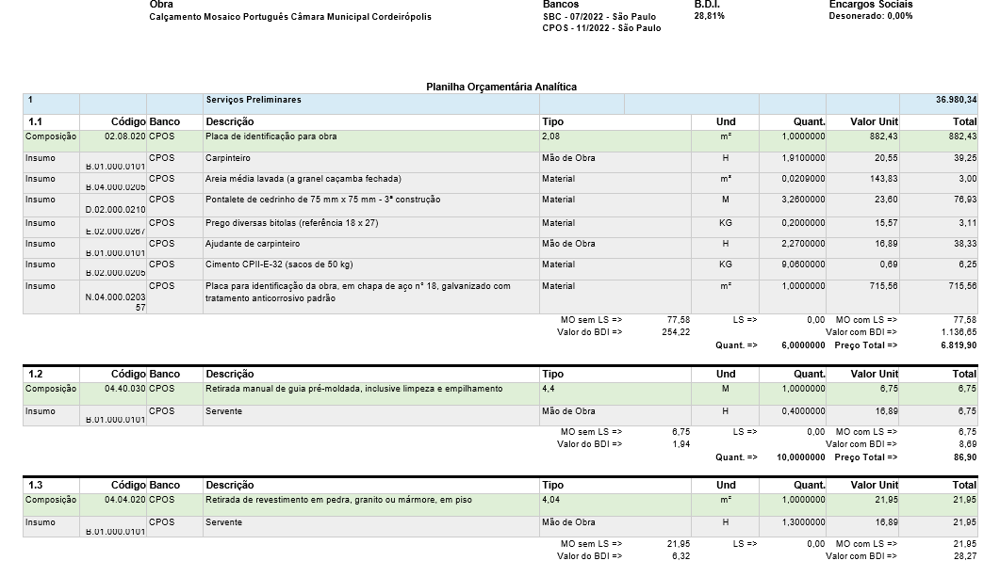 Obra Bancos B.D.I. Encargos Sociais
Calçamento Mosaico Português Câmara Municipal Cordeirópolis SBC - 07/2022 - São Paulo 28,81% Desonerado: 0,00%
CPOS - 11/2022 - São Paulo
Planilha Orçamentária Analítica
1 Serviços Preliminares 36.980,34
1.1 Código Banco Descrição Tipo Und Quant. Valor Unit Total
Composição 02.08.020 CPOS Placa de identificação para obra 2,08 m² 1,0000000 882,43 882,43
Insumo B.01.000.0101 CPOS Carpinteiro Mão de Obra H 1,9100000 20,55 39,25
Insumo B.04.000.0205 CPOS Areia média lavada (a granel caçamba fechada) Material m³ 0,0209000 143,83 3,00
Insumo D.02.000.0210 CPOS Pontalete de cedrinho de 75 mm x 75 mm - 3ª construção Material M 3,2600000 23,60 76,93
Insumo E.02.000.0267 CPOS Prego diversas bitolas (referência 18 x 27) Material KG 0,2000000 15,57 3,11
Insumo B.01.000.0101 CPOS Ajudante de carpinteiro Mão de Obra H 2,2700000 16,89 38,33
Insumo B.02.000.0205 CPOS Cimento CPII-E-32 (sacos de 50 kg) Material KG 9,0600000 0,69 6,25
Insumo N.04.000.0203 CPOS Placa para identificação da obra, em chapa de aço n° 18, galvanizado com Material m² 1,0000000 715,56 715,56
57 tratamento anticorrosivo padrão
MO sem LS => 77,58 LS => 0,00 MO com LS => 77,58
Valor do BDI => 254,22 Valor com BDI => 1.136,65
Quant. => 6,0000000 Preço Total => 6.819,90
1.2 Código Banco Descrição Tipo Und Quant. Valor Unit Total
Composição 04.40.030 CPOS Retirada manual de guia pré-moldada, inclusive limpeza e empilhamento 4,4 M 1,0000000 6,75 6,75
Insumo B.01.000.0101 CPOS Servente Mão de Obra H 0,4000000 16,89 6,75
MO sem LS => 6,75 LS => 0,00 MO com LS => 6,75
Valor do BDI => 1,94 Valor com BDI => 8,69
Quant. => 10,0000000 Preço Total => 86,90
1.3 Código Banco Descrição Tipo Und Quant. Valor Unit Total
Composição 04.04.020 CPOS Retirada de revestimento em pedra, granito ou mármore, em piso 4,04 m² 1,0000000 21,95 21,95
Insumo B.01.000.0101 CPOS Servente Mão de Obra H 1,3000000 16,89 21,95
MO sem LS => 21,95 LS => 0,00 MO com LS => 21,95
Valor do BDI => 6,32 Valor com BDI => 28,27